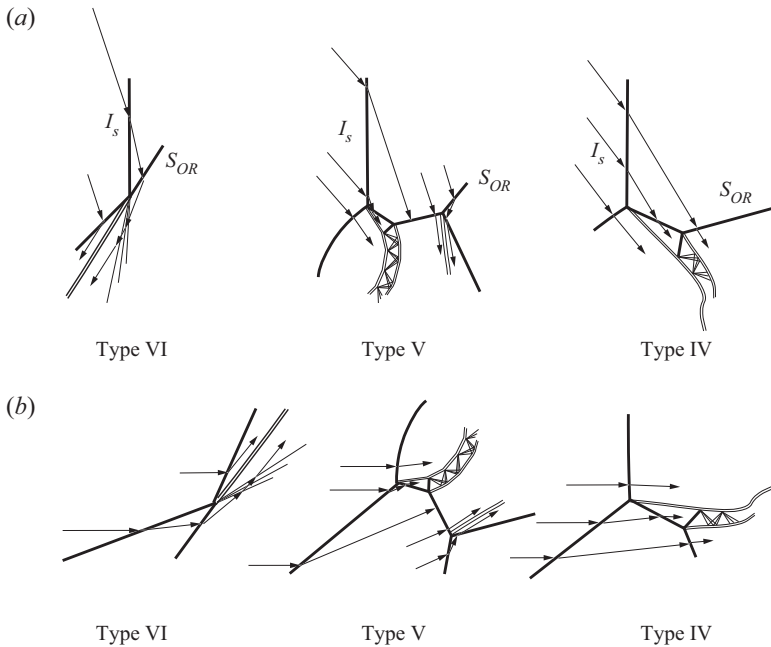 (a)
I_s
S_OR
I_s
S_OR
I_s
S_OR
Type VI Type V Type IV
(b)
Type VI Type V Type IV